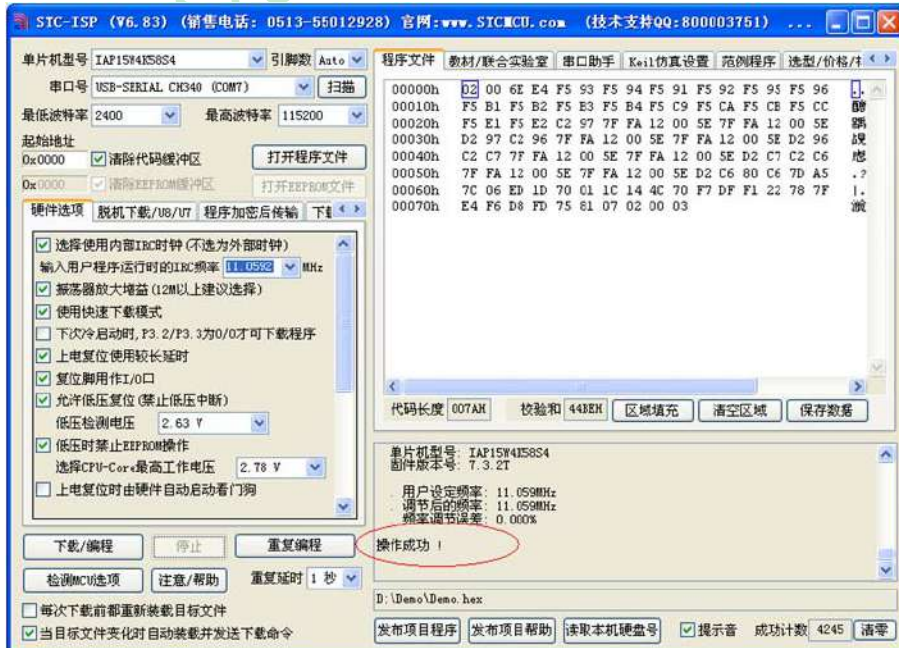 STC-ISP (V6.83) (销售电话: 0513-55012928) 官网:www.STCMCU.com (技术支持QQ:800003751) ...
单片机型号 IAP15W4K58S4 引脚数 Auto
串口号 USB-SERIAL CH340 (COM7) 扫描
最低波特率 2400 最高波特率 115200
起始地址
0x0000 清除代码缓冲区 打开程序文件
0x0000 清除EEPROM缓冲区 打开EEPROM文件
硬件选项 脱机下载/U8/U7 程序加密后传输
选择使用内部IRC时钟(不选为外部时钟)
输入用户程序运行时的IRC频率 11.0592 MHz
振荡器放大增益(12M以上建议选择)
使用快速下载模式
下次冷启动时,P3.2/P3.3为0/0才可下载程序
上电复位使用较长延时
复位脚用作I/O口
允许低压复位(禁止低压中断)
低压检测电压 2.63 V
低压时禁止EEPROM操作
选择CPU-Core最高工作电压 2.78 V
上电复位时由硬件自动启动看门狗
下载/编程 停止 重复编程
检测MCU选项 注意/帮助 重复延时 1 秒
每次下载前都重新装载目标文件
当目标文件变化时自动装载并发送下载命令
程序文件 教材/联合实验室 串口助手 Keil仿真设置 范例程序 选型/价格/
00000h 02 00 6E E4 F5 93 F5 94 F5 91 F5 92 F5 95 F5 96
00010h F5 B1 F5 B2 F5 B3 F5 B4 F5 C9 F5 CA F5 CB F5 CC
00020h F5 E1 F5 E2 C2 97 7F FA 12 00 5E 7F FA 12 00 5E
00030h D2 97 C2 96 7F FA 12 00 5E 7F FA 12 00 5E D2 96
00040h C2 C7 7F FA 12 00 5E 7F FA 12 00 5E D2 C7 C2 C6
00050h 7F FA 12 00 5E 7F FA 12 00 5E D2 C6 80 C6 7D A5
00060h 7C 06 ED 1D 70 01 1C 14 4C 70 F7 DF F1 22 78 7F
00070h E4 F6 D8 FD 75 81 07 02 00 03
代码长度 007AH 校验和 44BEH 区域填充 清空区域 保存数据
单片机型号: IAP15W4K58S4
固件版本号: 7.3.2T
. 用户设定频率: 11.059MHz
. 调节后的频率: 11.059MHz
频率调节误差: 0.000%
操作成功 !
D:\Demo\Demo.hex
发布项目程序 发布项目帮助 读取本机硬盘号 提示音 成功计数 4245 清零